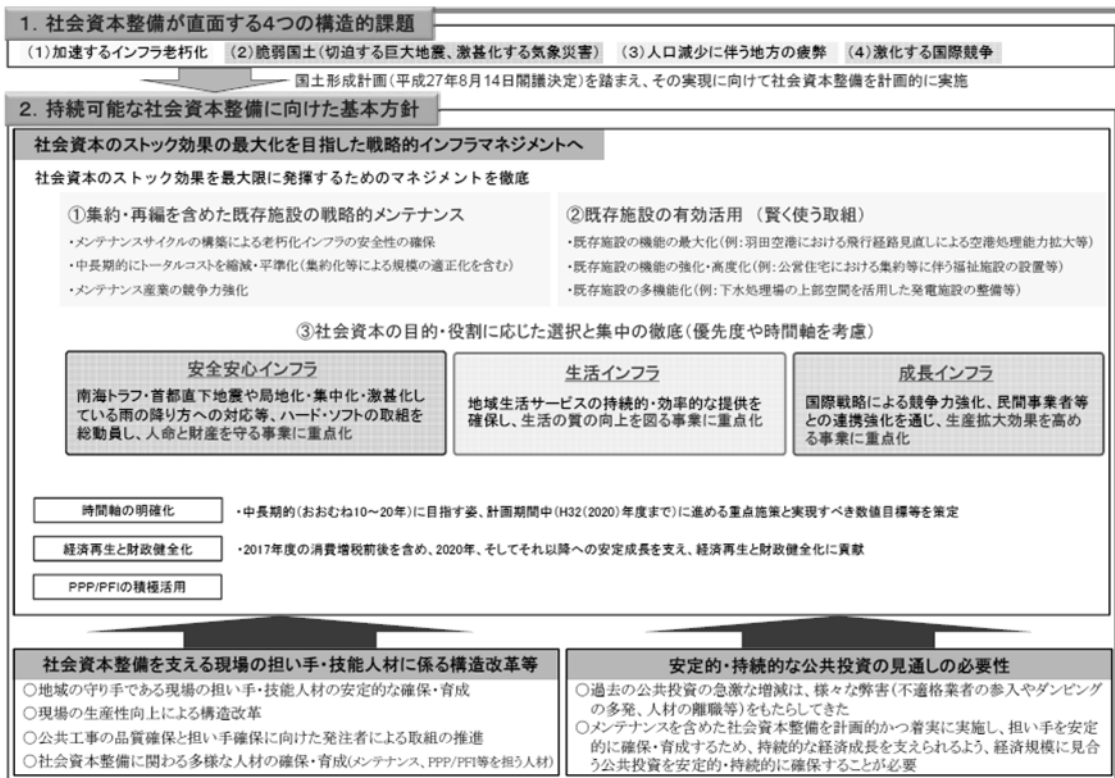 1．社会資本整備が直面する4つの構造的課題
(1)加速するインフラ老朽化　(2)脆弱国土(切迫する巨大地震、激甚化する気象災害)　(3)人口減少に伴う地方の疲弊　(4)激化する国際競争
国土形成計画(平成27年8月14日閣議決定)を踏まえ、その実現に向けて社会資本整備を計画的に実施
2．持続可能な社会資本整備に向けた基本方針
社会資本のストック効果の最大化を目指した戦略的インフラマネジメントへ
社会資本のストック効果を最大限に発揮するためのマネジメントを徹底
①集約・再編を含めた既存施設の戦略的メンテナンス
・メンテナンスサイクルの構築による老朽化インフラの安全性の確保
・中長期的にトータルコストを縮減・平準化(集約化等による規模の適正化を含む)
・メンテナンス産業の競争力強化
②既存施設の有効活用　(賢く使う取組)
・既存施設の機能の最大化(例：羽田空港における飛行経路見直しによる空港処理能力拡大等)
・既存施設の機能の強化・高度化(例：公営住宅における集約等に伴う福祉施設の設置等)
・既存施設の多機能化(例：下水処理場の上部空間を活用した発電施設の整備等)
③社会資本の目的・役割に応じた選択と集中の徹底(優先度や時間軸を考慮)
安全安心インフラ
南海トラフ・首都直下地震や局地化・集中化・激甚化し
ている雨の降り方への対応等、ハード・ソフトの取組を
総動員し、人命と財産を守る事業に重点化
生活インフラ
地域生活サービスの持続的・効率的な提供を
確保し、生活の質の向上を図る事業に重点化
成長インフラ
国際戦略による競争力強化、民間事業者等
との連携強化を通じ、生産拡大効果を高め
る事業に重点化
時間軸の明確化
・中長期的(おおむね10～20年)に目指す姿、計画期間中(H32(2020)年度まで)に進める重点施策と実現すべき数値目標等を策定
経済再生と財政健全化
・2017年度の消費増税前後を含め、2020年、そしてそれ以降への安定成長を支え、経済再生と財政健全化に貢献
PPP/PFIの積極活用
社会資本整備を支える現場の担い手・技能人材に係る構造改革等
○地域の守り手である現場の担い手・技能人材の安定的な確保・育成
○現場の生産性向上による構造改革
○公共工事の品質確保と担い手確保に向けた発注者による取組の推進
○社会資本整備に関わる多様な人材の確保・育成(メンテナンス、PPP/PFI等を担う人材)
安定的・持続的な公共投資の見通しの必要性
○過去の公共投資の急激な増減は、様々な弊害(不適格業者の参入やダンピング
の多発、人材の離職等)をもたらしてきた
○メンテナンスを含めた社会資本整備を計画的かつ着実に実施し、担い手を安定
的に確保・育成するため、持続的な経済成長を支えられるよう、経済規模に見合
う公共投資を安定的・持続的に確保することが必要